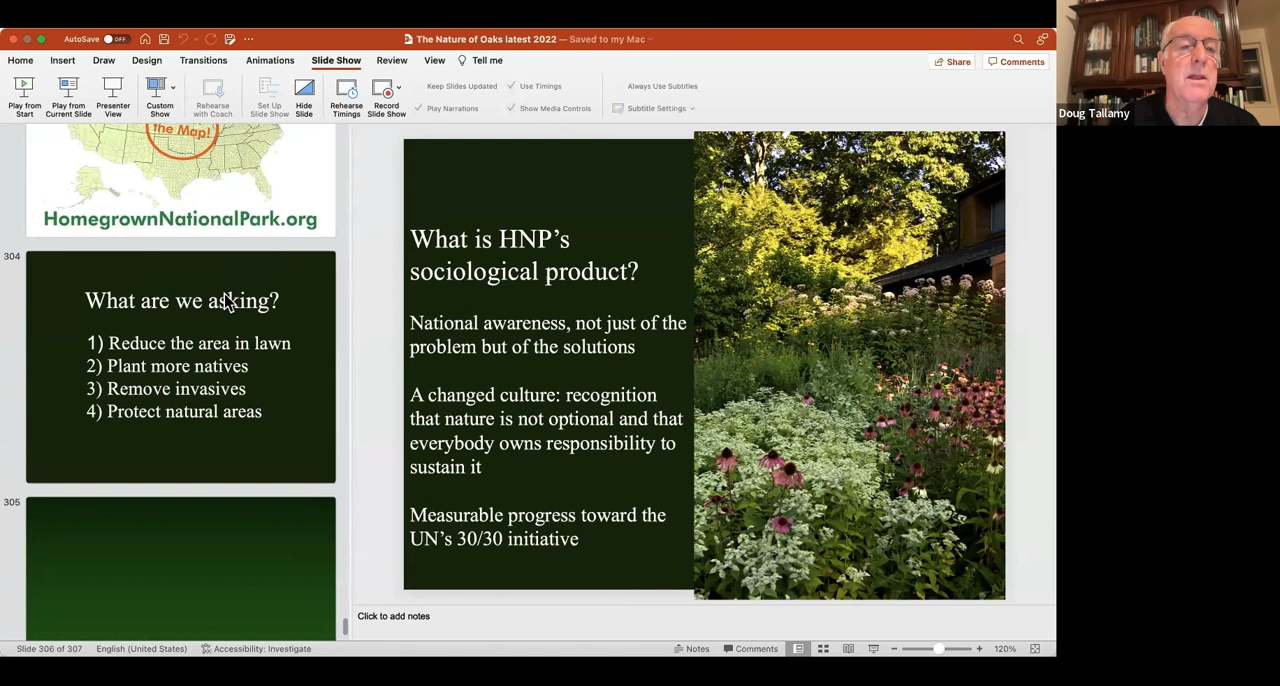 AutoSave OFF
The Nature of Oaks latest 2022 — Saved to my Mac
Home Insert Draw Design Transitions Animations Slide Show Review View Tell me
Share Comments
Play from Start
Play from Current Slide
Presenter View
Custom Show
Rehearse with Coach
Set Up Slide Show
Hide Slide
Rehearse Timings
Record Slide Show
Keep Slides Updated
Use Timings
Always Use Subtitles
Play Narrations
Show Media Controls
Subtitle Settings
Doug Tallamy
the Map!
HomegrownNationalPark.org
304
What are we asking?
1) Reduce the area in lawn
2) Plant more natives
3) Remove invasives
4) Protect natural areas
305
What is HNP's
sociological product?
National awareness, not just of the
problem but of the solutions
A changed culture: recognition
that nature is not optional and that
everybody owns responsibility to
sustain it
Measurable progress toward the
UN's 30/30 initiative
Click to add notes
Slide 306 of 307 English (United States) Accessibility: Investigate
Notes Comments 120%